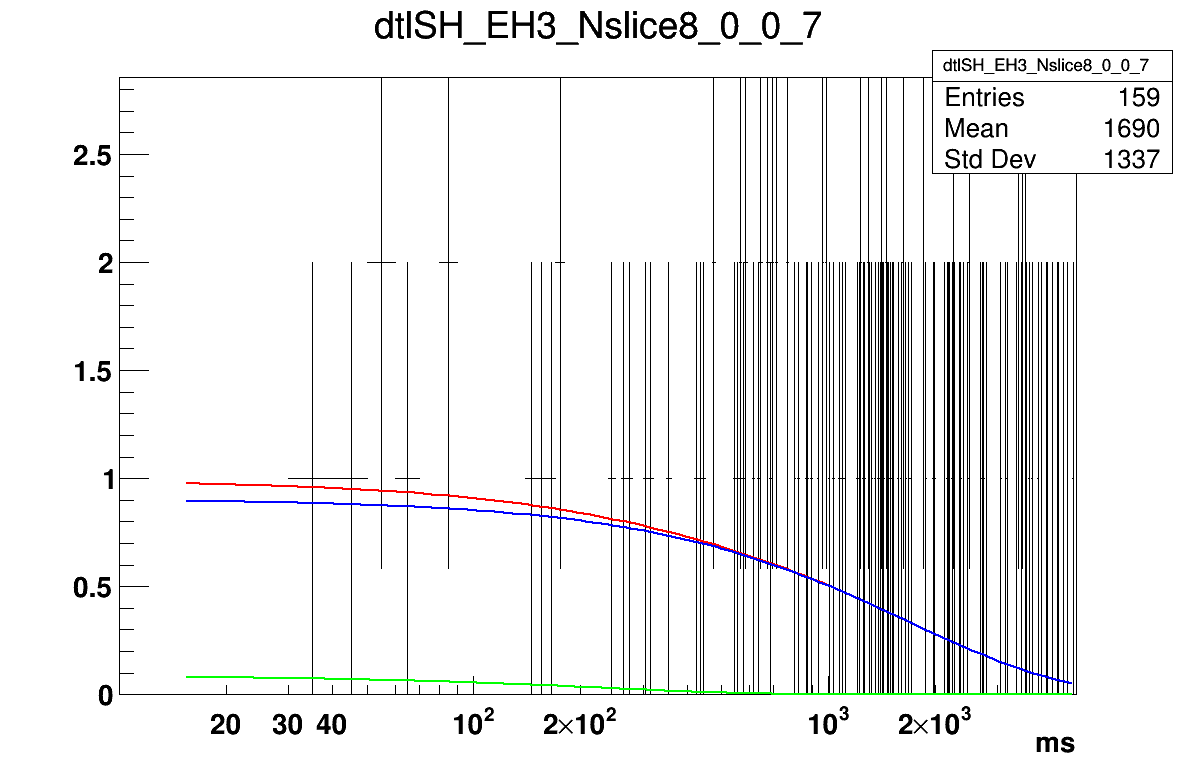 dtlSH_EH3_Nslice8_0_0_7
dtlSH_EH3_Nslice8_0_0_7
Entries 159
Mean 1690
Std Dev 1337
2.5
2
1.5
1
0.5
0
20 30 40 10² 2×10² 10³ 2×10³
ms